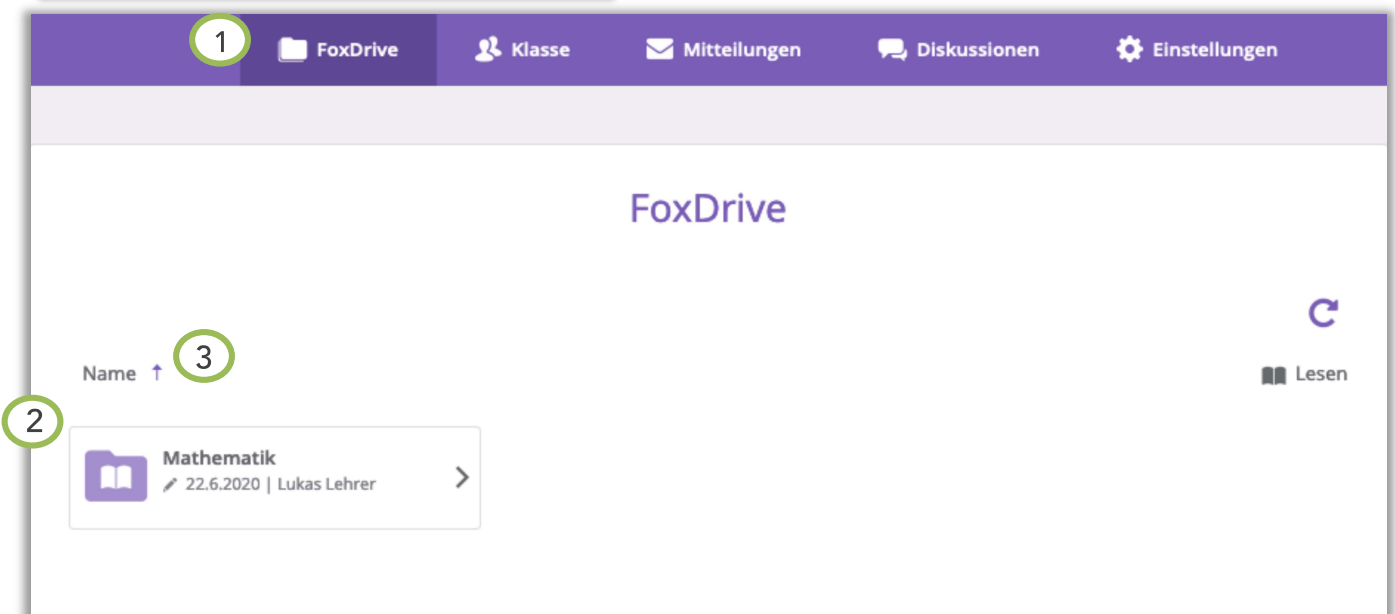 1 FoxDrive Klasse Mitteilungen Diskussionen Einstellungen
FoxDrive
3
Name ↑ Lesen
2
Mathematik
22.6.2020 | Lukas Lehrer